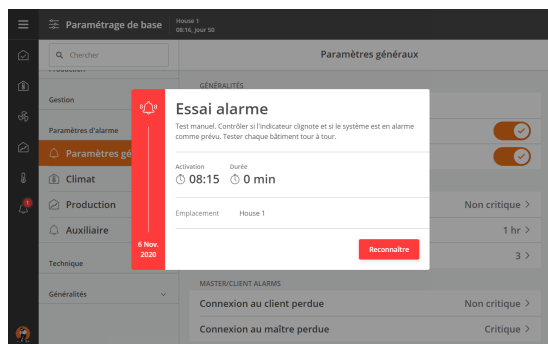 Paramétrage de base
House 1
08:16, Jour 50
Chercher
Paramètres généraux
GÉNÉRALITÉS
Gestion
Paramètres d'alarme
Paramètres gé
Climat
Production
Auxiliaire
Technique
Généralités
Essai alarme
Test manuel. Contrôler si l'indicateur clignote et si le système est en alarme
comme prévu. Tester chaque bâtiment tour à tour.
Activation
Durée
08:15
0 min
Emplacement
House 1
6 Nov.
2020
Reconnaître
Non critique
1 hr
3
MASTER/CLIENT ALARMS
Connexion au client perdue
Non critique
Connexion au maître perdue
Critique